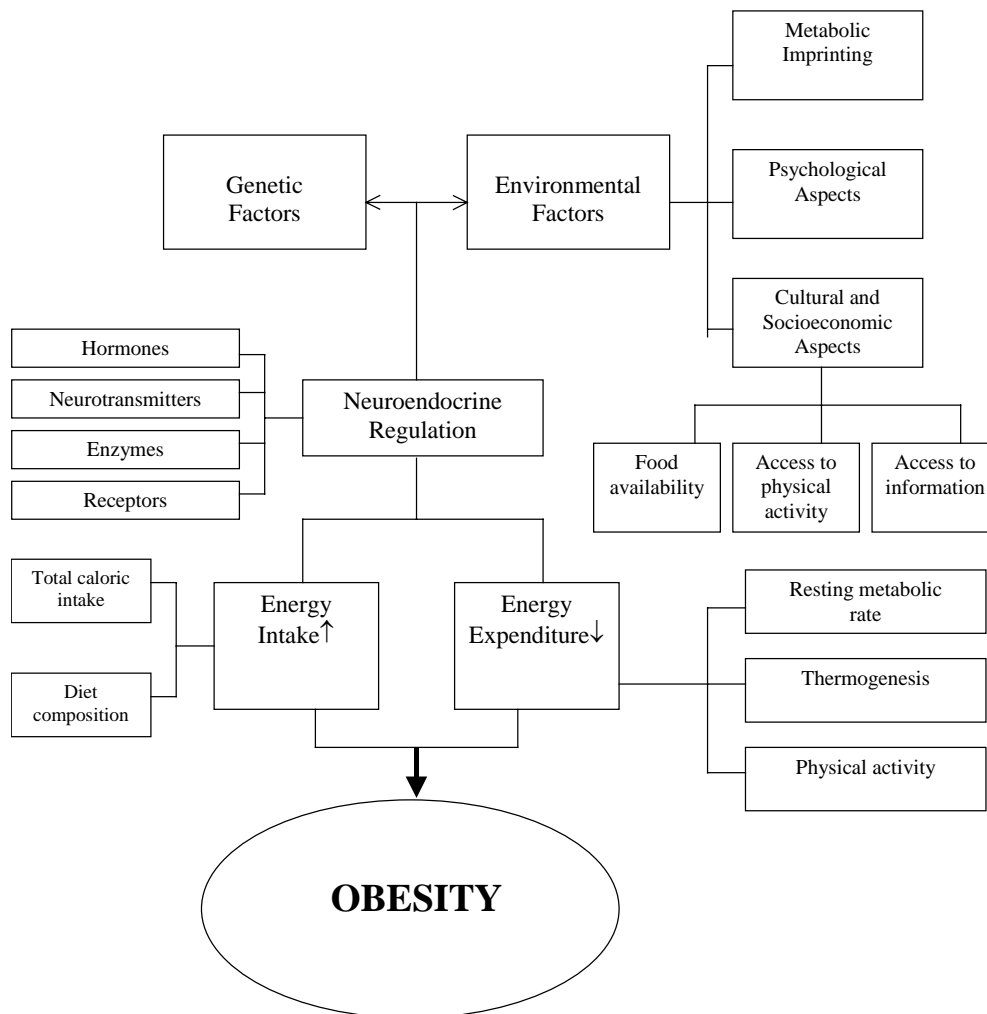 Metabolic
Imprinting
Genetic
Factors
Environmental
Factors
Psychological
Aspects
Cultural and
Socioeconomic
Aspects
Hormones
Neurotransmitters
Enzymes
Receptors
Neuroendocrine
Regulation
Food
availability
Access to
physical
activity
Access to
information
Total caloric
intake
Diet
composition
Energy
Intake↑
Energy
Expenditure↓
Resting metabolic
rate
Thermogenesis
Physical activity
OBESITY